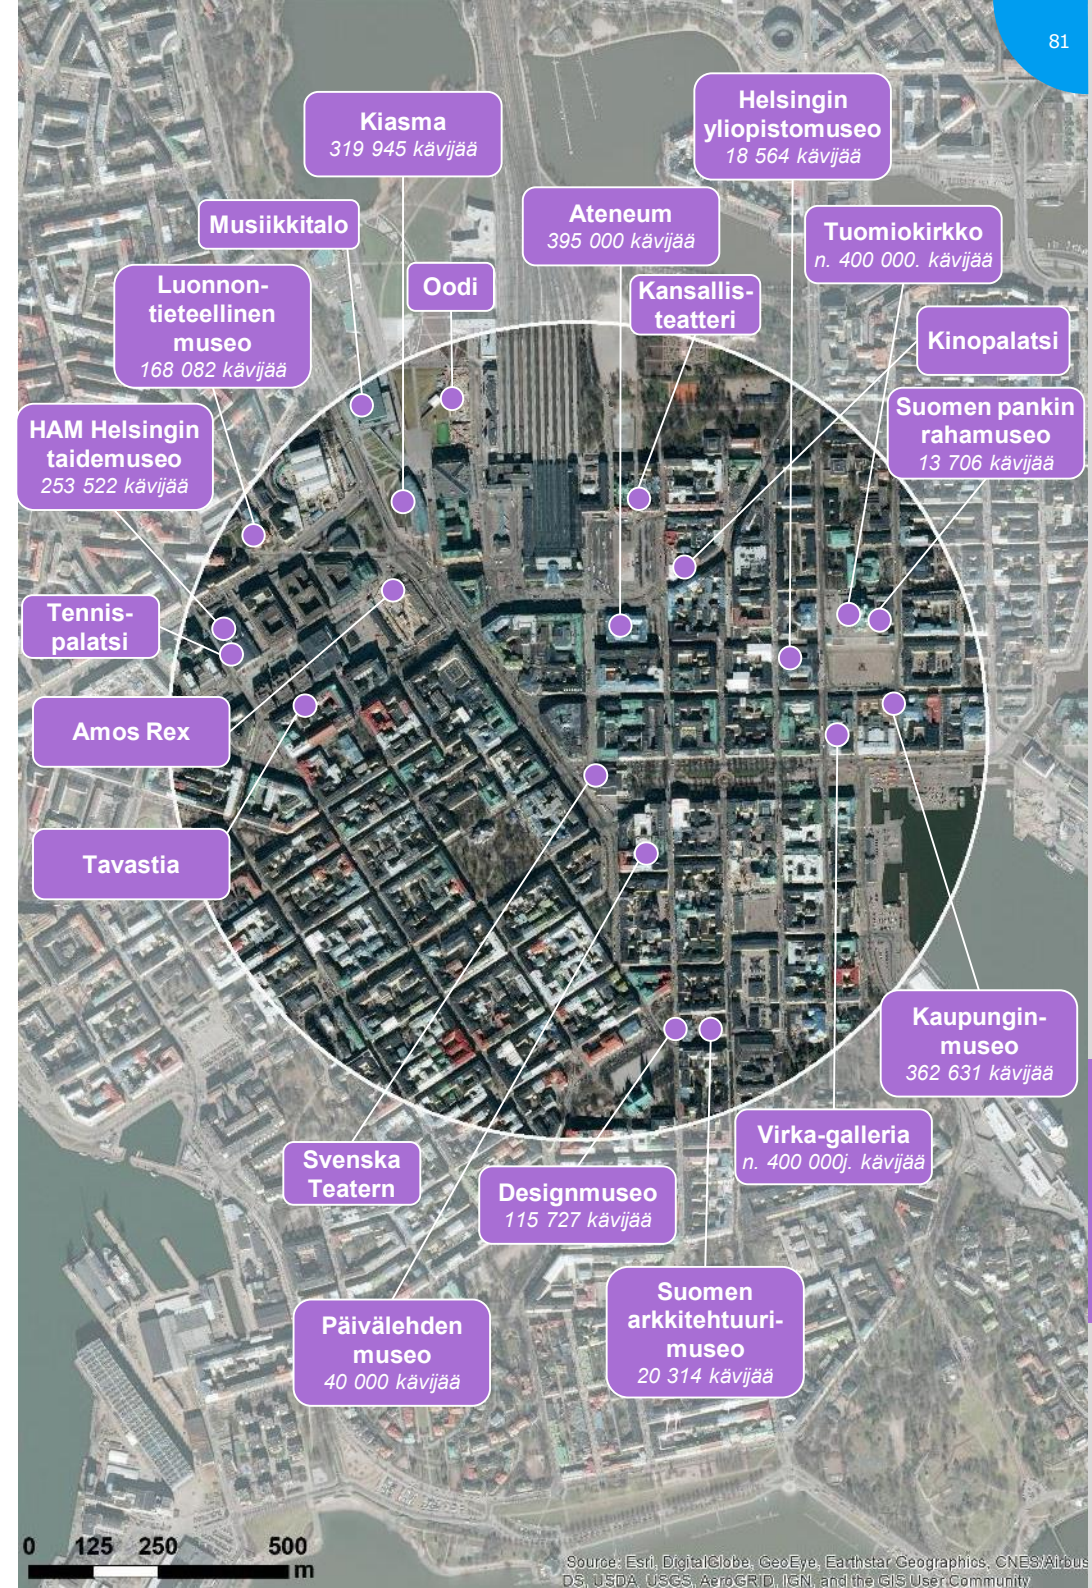 81
Kiasma
319 945 kävijää
Helsingin
yliopistomuseo
18 564 kävijää
Musiikkitalo
Ateneum
395 000 kävijää
Tuomiokirkko
n. 400 000. kävijää
Luonnon-
tieteellinen
museo
168 082 kävijää
Oodi
Kansallis-
teatteri
Kinopalatsi
HAM Helsingin
taidemuseo
253 522 kävijää
Suomen pankin
rahamuseo
13 706 kävijää
Tennis-
palatsi
Amos Rex
Tavastia
Kaupungin-
museo
362 631 kävijää
Svenska
Teatern
Virka-galleria
n. 400 000j. kävijää
Designmuseo
115 727 kävijää
Päivälehden
museo
40 000 kävijää
Suomen
arkkitehtuuri-
museo
20 314 kävijää
0 125 250 500
m
Source: Esri, DigitalGlobe, GeoEye, Earthstar Geographics, CNES/Airbus
DS, USDA, USGS, AeroGRID, IGN, and the GIS User Community